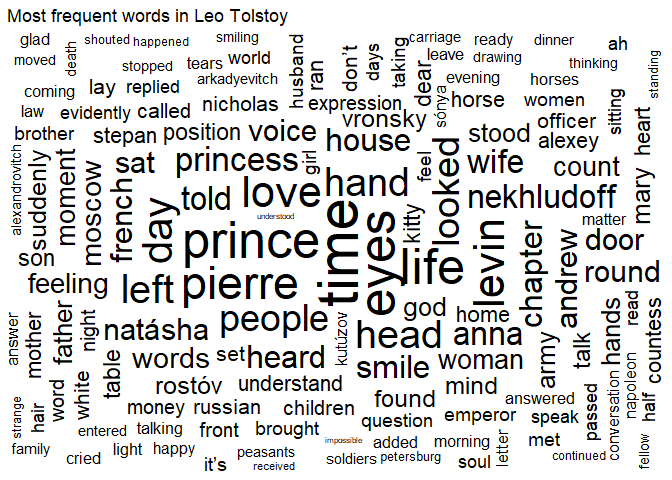 Most frequent words in Leo Tolstoy
glad shouted happened smiling carriage ready dinner ah
moved death stopped tears world husband ran don't days taking dear leave drawing thinking standing
coming lay replied arkadyevitch evening horses
law evidently called nicholas expression vronsky sónya horse women sitting
brother stepan position voice house stood officer alexey heart
alexandrovitch suddenly moment moscow french sat princess girl hand feel looked wife count mary
son day told love understood kitty nekhludoff matter door
feeling left prince pierre time eyes life levin chapter andrew round
answer mother father night natásha people kutúzov god home army talk hands read countess
table words set heard head anna smile woman
strange hair word white rostóv understand found mind answered passed conversation napoleon half
money russian children question emperor speak
entered talking front brought added morning letter met
family cried light happy it's peasants received impossible soldiers petersburg soul continued fellow